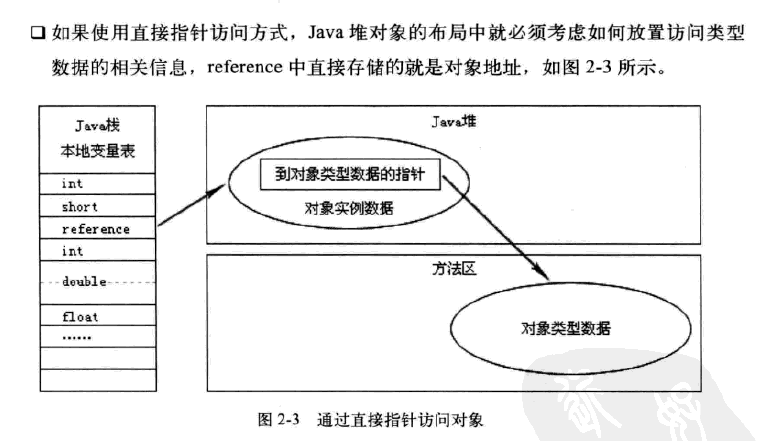 ❑ 如果使用直接指针访问方式，Java 堆对象的布局中就必须考虑如何放置访问类型
数据的相关信息，reference 中直接存储的就是对象地址，如图 2-3 所示。
Java栈
本地变量表
int
short
reference
int
double
float
……
Java堆
到对象类型数据的指针
对象实例数据
方法区
对象类型数据
图 2-3 通过直接指针访问对象